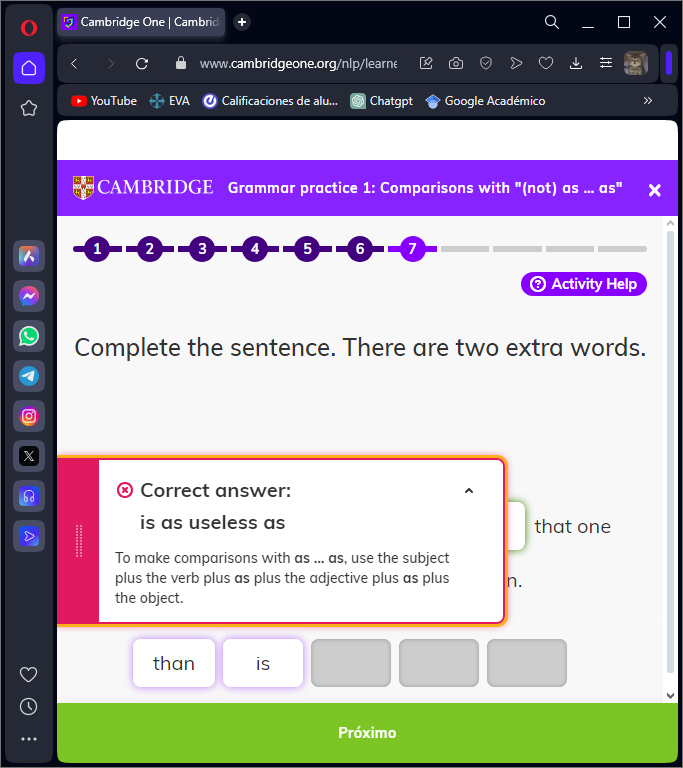 Cambridge One | Cambrid
www.cambridgeone.org/nlp/learne
YouTube
EVA
Calificaciones de alu...
Chatgpt
Google Académico
CAMBRIDGE
Grammar practice 1: Comparisons with "(not) as ... as"
1 2 3 4 5 6 7
Activity Help
Complete the sentence. There are two extra words.
Correct answer:
is as useless as
To make comparisons with as ... as, use the subject
plus the verb plus as plus the adjective plus as plus
the object.
that one
n.
than
is
Próximo